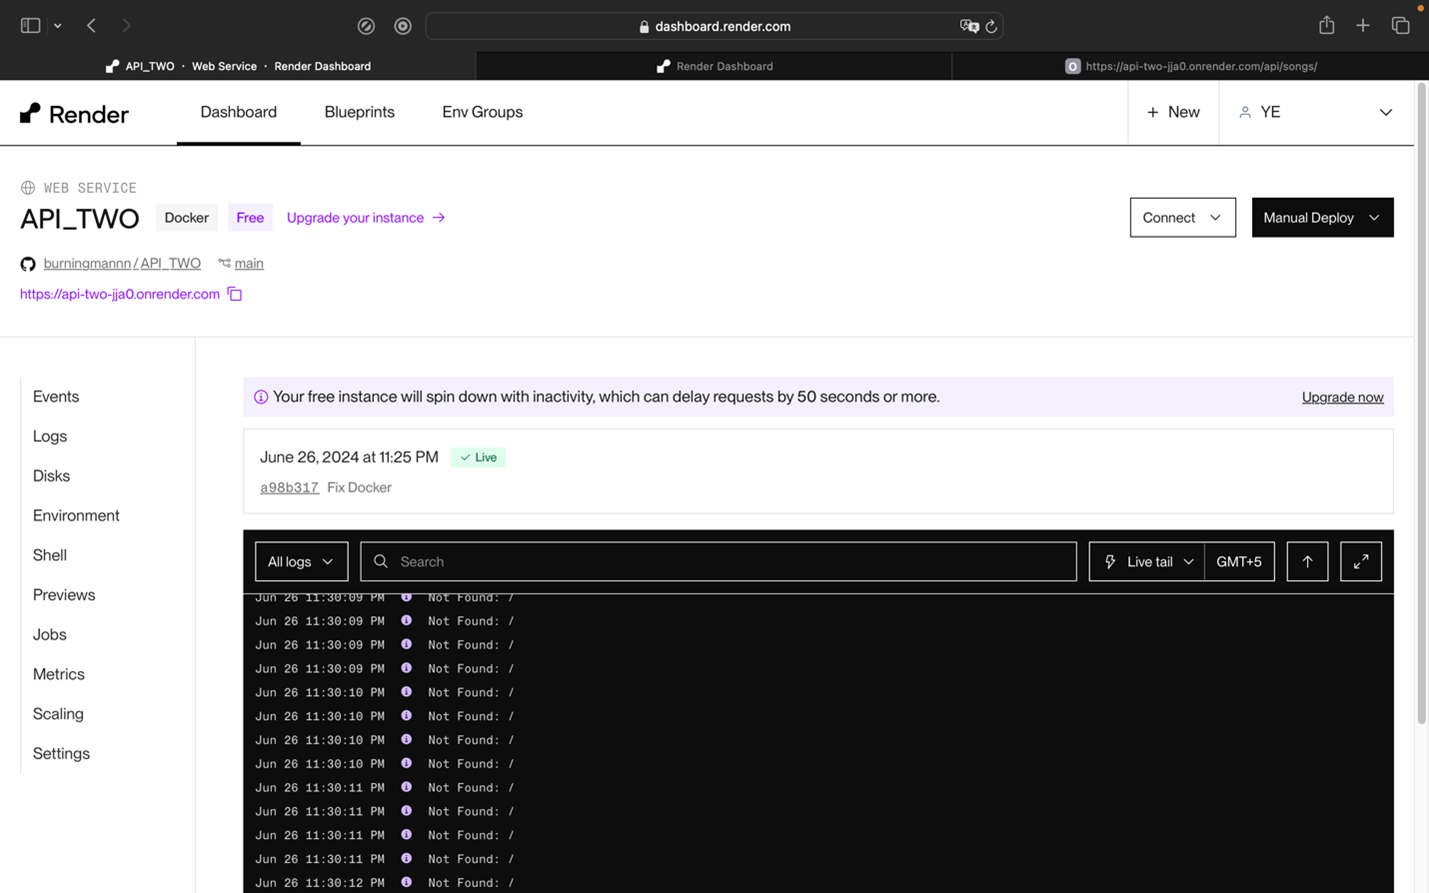 dashboard.render.com
API_TWO · Web Service · Render Dashboard
Render Dashboard
https://api-two-jja0.onrender.com/api/songs/
Render
Dashboard
Blueprints
Env Groups
+ New
YE
WEB SERVICE
API_TWO
Docker
Free
Upgrade your instance →
Connect
Manual Deploy
burningmannn / API_TWO
main
https://api-two-jja0.onrender.com
Events
Logs
Disks
Environment
Shell
Previews
Jobs
Metrics
Scaling
Settings
Your free instance will spin down with inactivity, which can delay requests by 50 seconds or more.
Upgrade now
June 26, 2024 at 11:25 PM
Live
a98b317 Fix Docker
All logs
Search
Live tail
GMT+5
Jun 26 11:30:09 PM Not Found: /
Jun 26 11:30:09 PM Not Found: /
Jun 26 11:30:09 PM Not Found: /
Jun 26 11:30:09 PM Not Found: /
Jun 26 11:30:10 PM Not Found: /
Jun 26 11:30:10 PM Not Found: /
Jun 26 11:30:10 PM Not Found: /
Jun 26 11:30:10 PM Not Found: /
Jun 26 11:30:11 PM Not Found: /
Jun 26 11:30:11 PM Not Found: /
Jun 26 11:30:11 PM Not Found: /
Jun 26 11:30:11 PM Not Found: /
Jun 26 11:30:12 PM Not Found: /